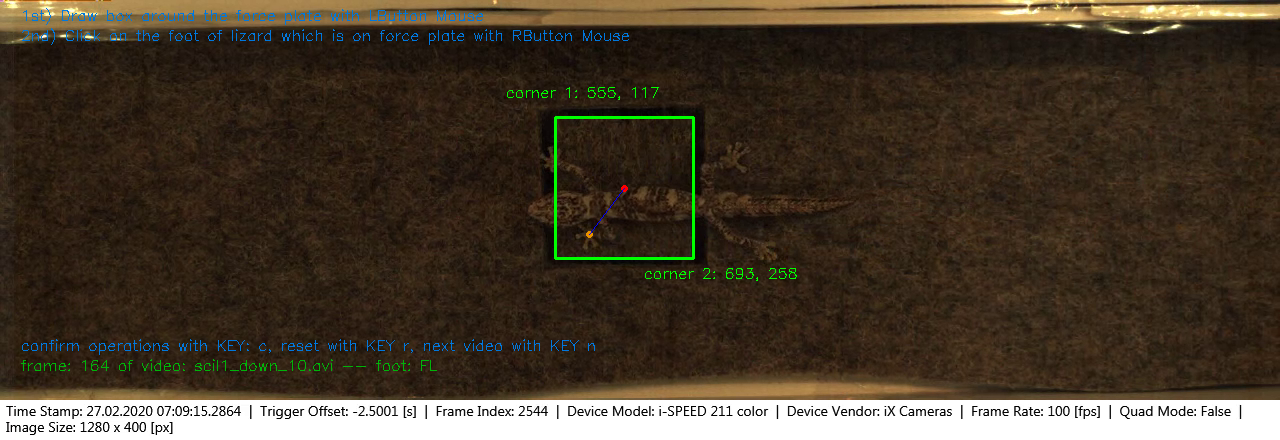 1st) Draw box around the force plate with LButton Mouse
2nd) Click on the foot of lizard which is on force plate with RButton Mouse
corner 1: 555, 117
corner 2: 693, 258
confirm operations with KEY: c, reset with KEY r, next video with KEY n
frame: 164 of video: scil1_down_10.avi -- foot: FL
Time Stamp: 27.02.2020 07:09:15.2864 | Trigger Offset: -2.5001 [s] | Frame Index: 2544 | Device Model: i-SPEED 211 color | Device Vendor: iX Cameras | Frame Rate: 100 [fps] | Quad Mode: False |
Image Size: 1280 x 400 [px]